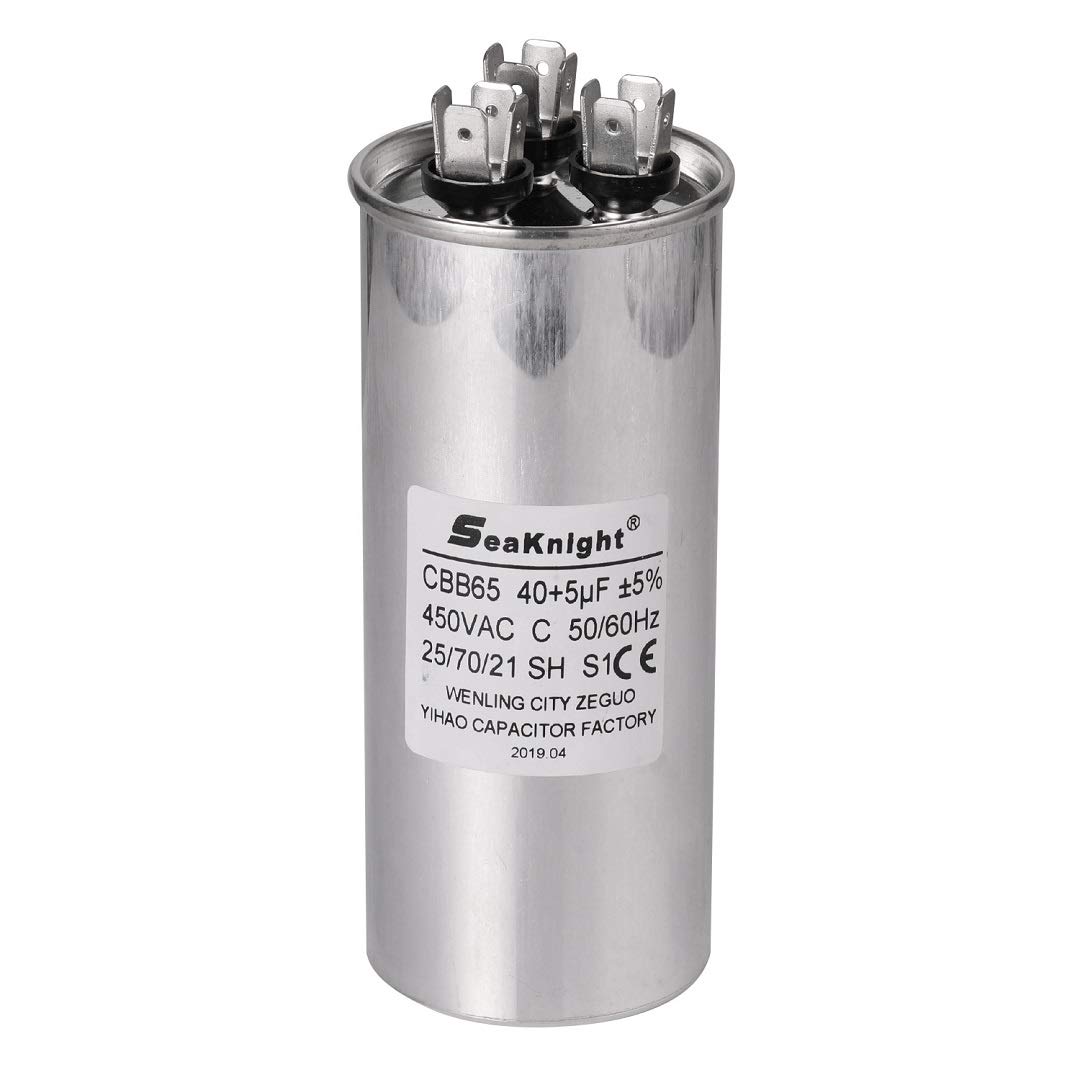 SeaKnight®
CBB65 40+5μF ±5%
450VAC C 50/60Hz
25/70/21 SH S1 CE
WENLING CITY ZEGUO
YIHAO CAPACITOR FACTORY
2019.04